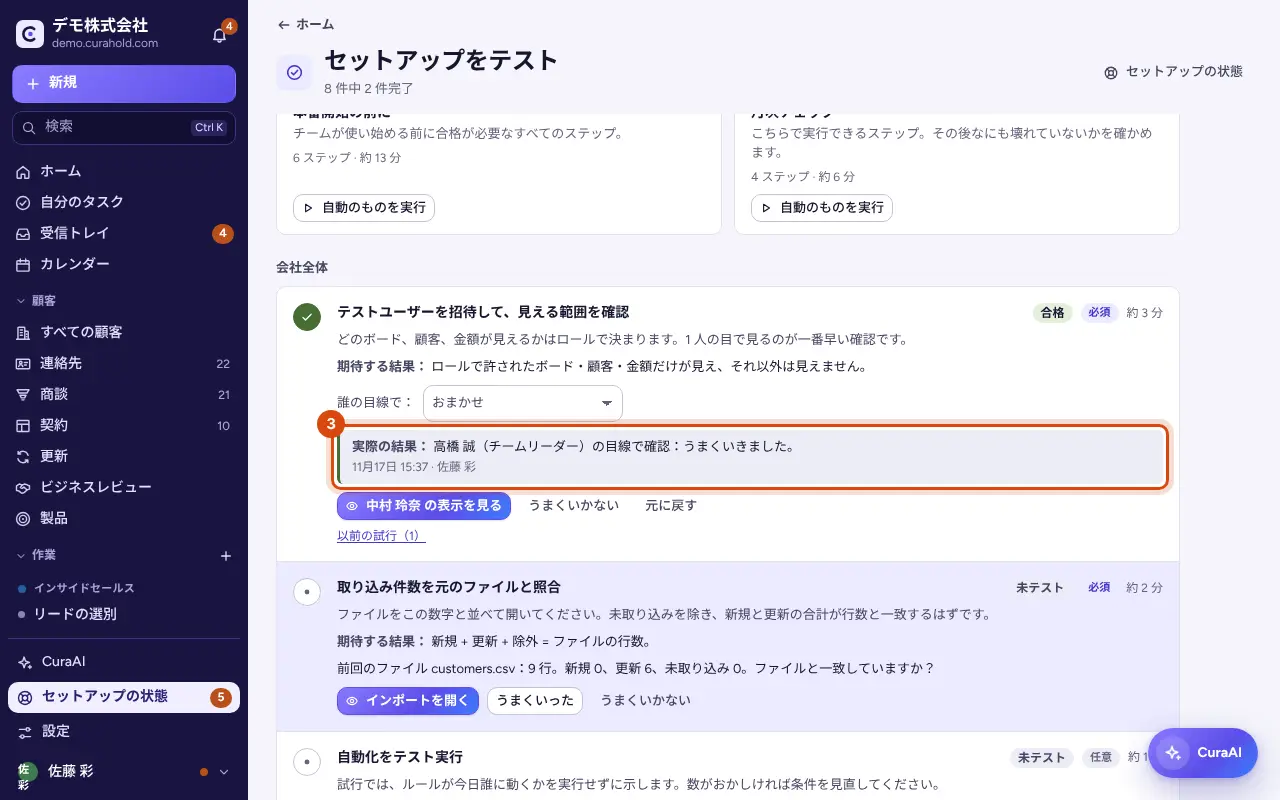 デモ株式会社
demo.curahold.com
4
新規
検索
Ctrl K
ホーム
自分のタスク
受信トレイ
4
カレンダー
顧客
すべての顧客
連絡先
22
商談
21
契約
10
更新
ビジネスレビュー
製品
作業
インサイドセールス
リードの選別
CuraAI
セットアップの状態
5
設定
佐彩
佐藤 彩
← ホーム
セットアップをテスト
8 件中 2 件完了
セットアップの状態
本番開始の前に
チームが使い始める前に合格が必要なすべてのステップ。
6 ステップ · 約 13 分
自動のものを実行
月次チェック
こちらで実行できるステップ。その後なにも壊れていないかを確かめ
ます。
4 ステップ · 約 6 分
自動のものを実行
会社全体
テストユーザーを招待して、見える範囲を確認
合格
必須
約 3 分
どのボード、顧客、金額が見えるかはロールで決まります。1 人の目で見るのが一番早い確認です。
期待する結果： ロールで許されたボード・顧客・金額だけが見え、それ以外は見えません。
誰の目線で：
おまかせ
3
実際の結果： 高橋 誠（チームリーダー）の目線で確認：うまくいきました。
11月17日 15:37 · 佐藤 彩
中村 玲奈 の表示を見る
うまくいかない
元に戻す
以前の試行（1）
取り込み件数を元のファイルと照合
未テスト
必須
約 2 分
ファイルをこの数字と並べて開いてください。未取り込みを除き、新規と更新の合計が行数と一致するはずです。
期待する結果： 新規 + 更新 + 除外 = ファイルの行数。
前回のファイル customers.csv：9 行。新規 0、更新 6、未取り込み 0。ファイルと一致していますか？
インポートを開く
うまくいった
うまくいかない
自動化をテスト実行
未テスト
任意
約 1
試行では、ルールが今日誰に動くかを実行せずに示します。数がおかしければ条件を見直してください。
CuraAI